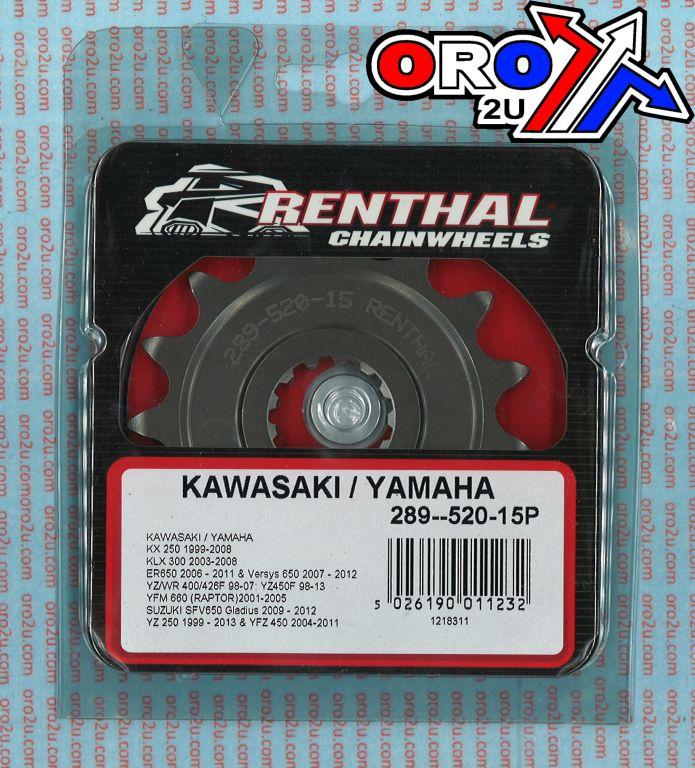 ORO
2U
RENTHAL
CHAINWHEELS
289-520-15 RENTHAL
KAWASAKI / YAMAHA
289--520-15P
KAWASAKI / YAMAHA
KX 250 1999-2008
KLX 300 2003-2008
ER650 2006 - 2011 & Versys 650 2007 - 2012
YZ/WR 400/426F 98-07: YZ450F 98-13
YFM 660 (RAPTOR)2001-2005
SUZUKI SFV650 Gladius 2009 - 2012
YZ 250 1999 - 2013 & YFZ 450 2004-2011
5 026190 011232
1218311
oro2u.com